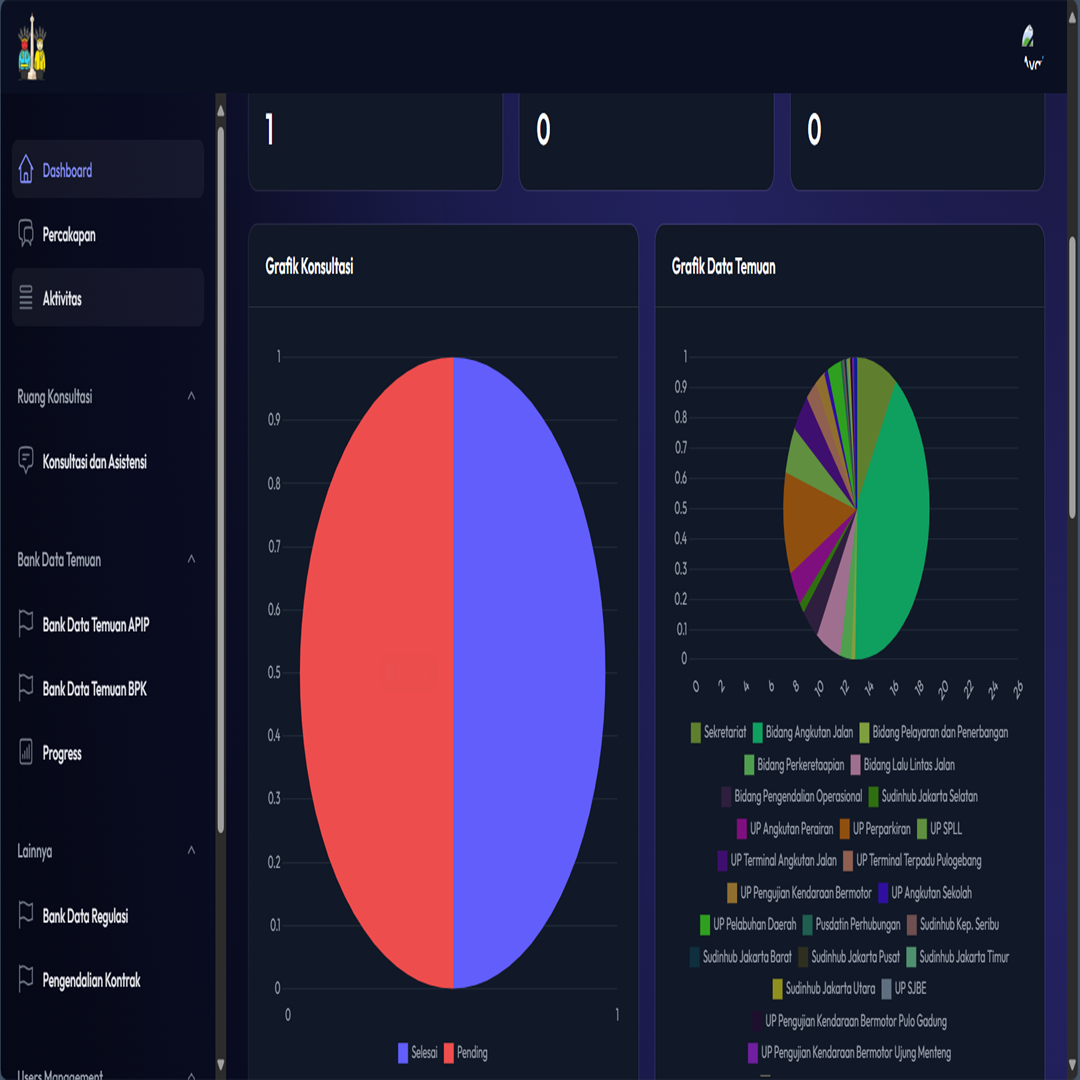 Dashboard
Percakapan
Aktivitas
Ruang Konsultasi
Konsultasi dan Asistensi
Bank Data Temuan
Bank Data Temuan APIP
Bank Data Temuan BPK
Progress
Lainnya
Bank Data Regulasi
Pengendalian Kontrak
Users Management
1
0
0
Grafik Konsultasi
1
0.9
0.8
0.7
0.6
0.5
0.4
0.3
0.2
0.1
0
0 1
Selesai Pending
Grafik Data Temuan
1
0.9
0.8
0.7
0.6
0.5
0.4
0.3
0.2
0.1
0
0 2 4 6 8 10 12 14 16 18 20 22 24 26
Sekretariat Bidang Angkutan Jalan Bidang Pelayaran dan Penerbangan
Bidang Perkeretaapian Bidang Lalu Lintas Jalan
Bidang Pengendalian Operasional Sudinhub Jakarta Selatan
UP Angkutan Perairan UP Perparkiran UP SPLL
UP Terminal Angkutan Jalan UP Terminal Terpadu Pulogebang
UP Pengujian Kendaraan Bermotor UP Angkutan Sekolah
UP Pelabuhan Daerah Pusdatin Perhubungan Sudinhub Kep. Seribu
Sudinhub Jakarta Barat Sudinhub Jakarta Pusat Sudinhub Jakarta Timur
Sudinhub Jakarta Utara UP SJBE
UP Pengujian Kendaraan Bermotor Pulo Gadung
UP Pengujian Kendaraan Bermotor Ujung Menteng